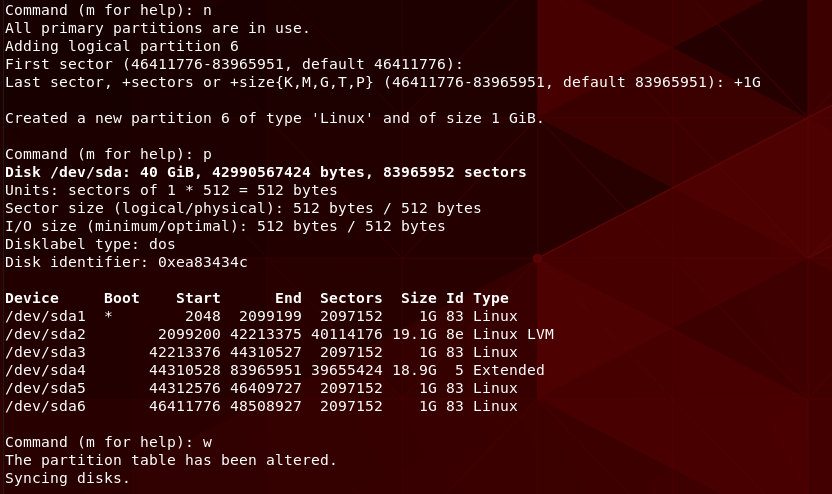 Command (m for help): n
All primary partitions are in use.
Adding logical partition 6
First sector (46411776-83965951, default 46411776):
Last sector, +sectors or +size{K,M,G,T,P} (46411776-83965951, default 83965951): +1G
Created a new partition 6 of type 'Linux' and of size 1 GiB.
Command (m for help): p
Disk /dev/sda: 40 GiB, 42990567424 bytes, 83965952 sectors
Units: sectors of 1 * 512 = 512 bytes
Sector size (logical/physical): 512 bytes / 512 bytes
I/O size (minimum/optimal): 512 bytes / 512 bytes
Disklabel type: dos
Disk identifier: 0xea83434c
Device     Boot    Start      End  Sectors  Size Id Type
/dev/sda1  *        2048  2099199  2097152    1G 83 Linux
/dev/sda2        2099200 42213375 40114176 19.1G 8e Linux LVM
/dev/sda3       42213376 44310527  2097152    1G 83 Linux
/dev/sda4       44310528 83965951 39655424 18.9G  5 Extended
/dev/sda5       44312576 46409727  2097152    1G 83 Linux
/dev/sda6       46411776 48508927  2097152    1G 83 Linux
Command (m for help): w
The partition table has been altered.
Syncing disks.